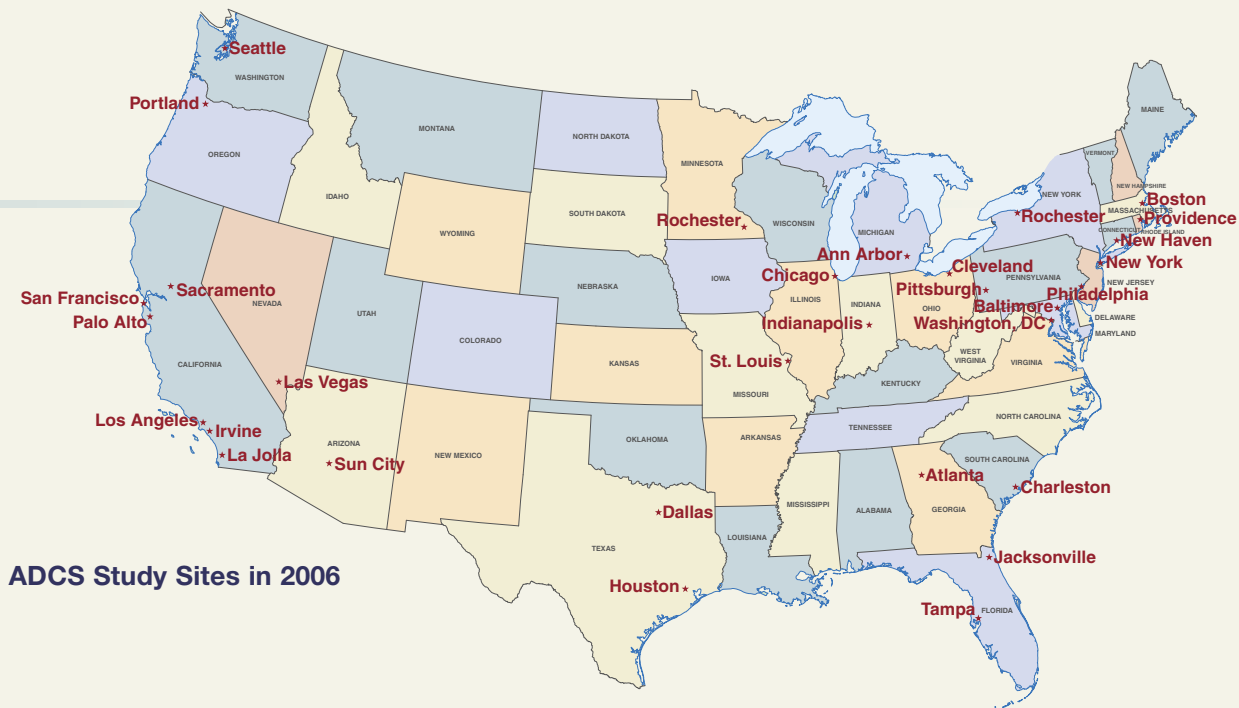 Seattle
WASHINGTON
Portland
OREGON
MONTANA
IDAHO
WYOMING
NORTH DAKOTA
SOUTH DAKOTA
MINNESOTA
Rochester
WISCONSIN
MICHIGAN
Ann Arbor
Chicago
IOWA
NEBRASKA
ILLINOIS
INDIANA
Indianapolis
OHIO
Cleveland
Pittsburgh
PENNSYLVANIA
Philadelphia
Baltimore
Washington, DC
NEW YORK
Rochester
VERMONT
MAINE
NEW HAMPSHIRE
Boston
MASSACHUSETTS
Providence
RHODE ISLAND
CONNECTICUT
New Haven
New York
NEW JERSEY
DELAWARE
MARYLAND
WEST
VIRGINIA
VIRGINIA
KENTUCKY
NORTH CAROLINA
TENNESSEE
SOUTH CAROLINA
Charleston
Atlanta
GEORGIA
ALABAMA
MISSISSIPPI
Jacksonville
Tampa
FLORIDA
San Francisco
Sacramento
Palo Alto
NEVADA
UTAH
COLORADO
KANSAS
St. Louis
MISSOURI
CALIFORNIA
Las Vegas
Los Angeles
Irvine
La Jolla
ARIZONA
Sun City
NEW MEXICO
OKLAHOMA
ARKANSAS
Dallas
TEXAS
LOUISIANA
Houston
ADCS Study Sites in 2006